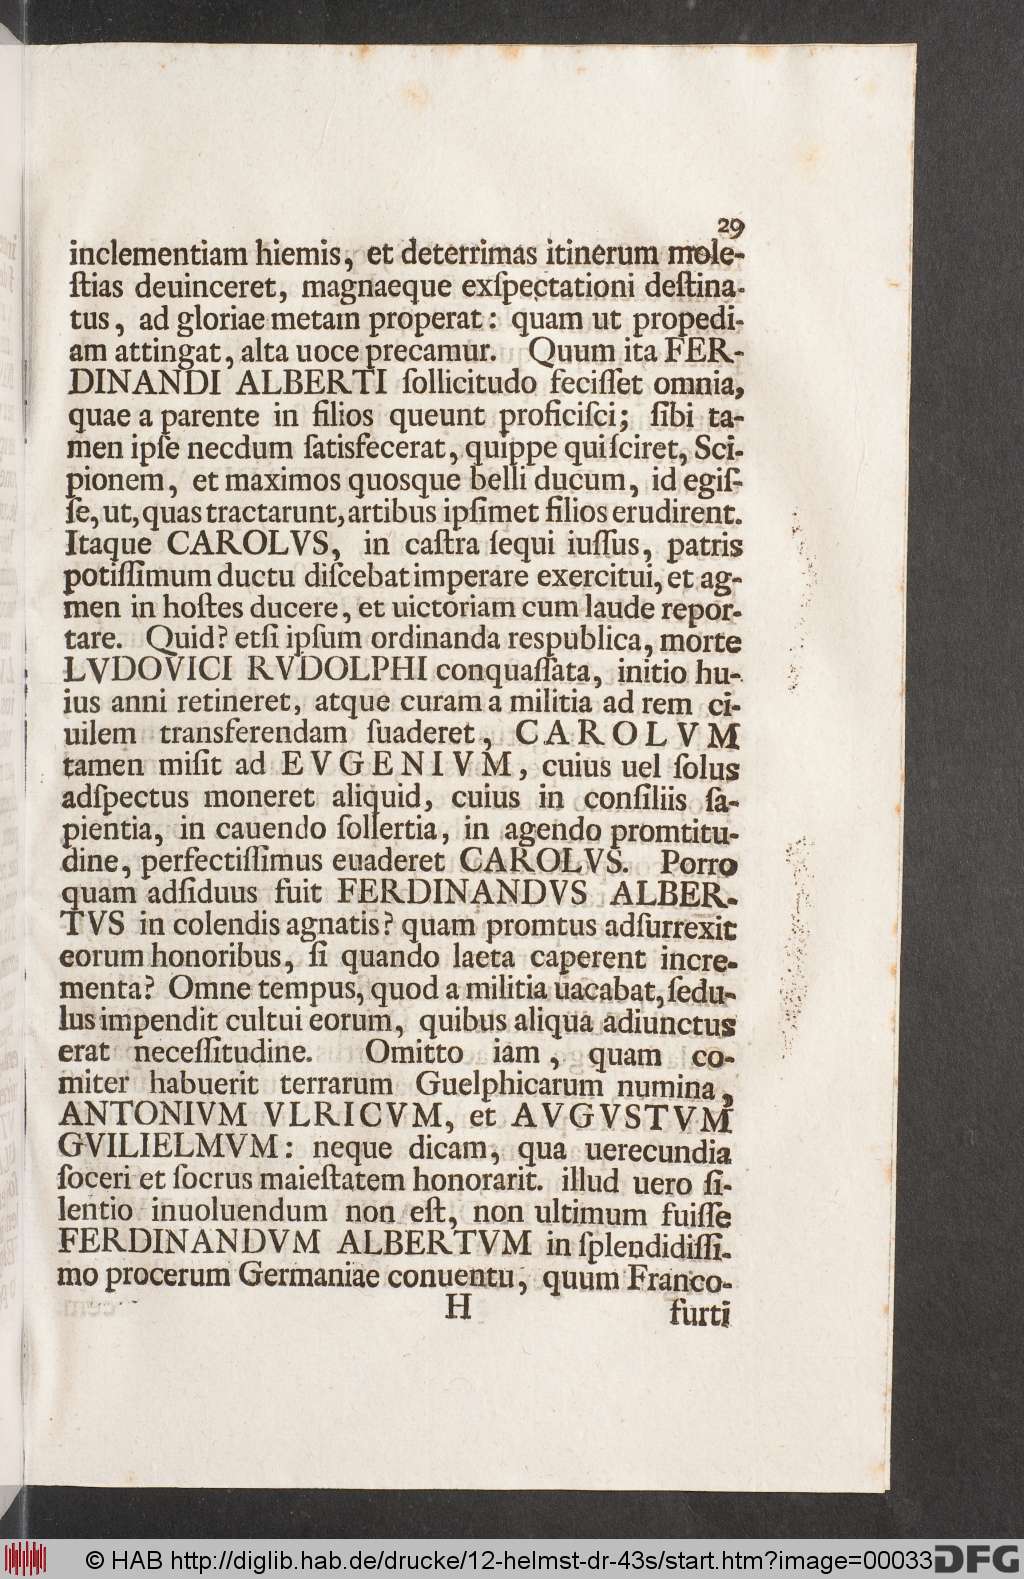 29
inclementiam hiemis, et deterrimas itinerum mole-
ſtias deuinceret, magnaeque exſpectationi deſtina-
tus, ad gloriae metam properat: quam ut propedi-
am attingat, alta uoce precamur. Quum ita FER-
DINANDI ALBERTI ſollicitudo feciſſet omnia,
quae a parente in filios queunt proficiſci; ſibi ta-
men ipſe necdum ſatisfecerat, quippe qui ſciret, Sci-
pionem, et maximos quosque belli ducum, id egiſ-
ſe, ut, quas tractarunt, artibus ipſimet filios erudirent.
Itaque CAROLVS, in caſtra ſequi iuſſus, patris
potiſſimum ductu diſcebat imperare exercitui, et ag-
men in hoſtes ducere, et uictoriam cum laude repor-
tare. Quid? etſi ipſum ordinanda respublica, morte
LVDOVICI RVDOLPHI conquaſſata, initio hu-
ius anni retineret, atque curam a militia ad rem ci-
uilem transferendam ſuaderet, CAROLVM
tamen miſit ad EVGENIVM, cuius uel ſolus
adſpectus moneret aliquid, cuius in conſiliis ſa-
pientia, in cauendo ſollertia, in agendo promtitu-
dine, perfectiſſimus euaderet CAROLVS. Porro
quam adſiduus fuit FERDINANDVS ALBER-
TVS in colendis agnatis? quam promtus adſurrexit
eorum honoribus, ſi quando laeta caperent incre-
menta? Omne tempus, quod a militia uacabat, ſedu-
lus impendit cultui eorum, quibus aliqua adiunctus
erat neceſſitudine. Omitto iam, quam co-
miter habuerit terrarum Guelphicarum numina,
ANTONIVM VLRICVM, et AVGVSTVM
GVILIELMVM: neque dicam, qua uerecundia
ſoceri et ſocrus maieſtatem honorarit. illud uero ſi-
lentio inuoluendum non eſt, non ultimum fuiſſe
FERDINANDVM ALBERTVM in ſplendidiſſi-
mo procerum Germaniae conuentu, quum Franco-
H furti
© HAB http://diglib.hab.de/drucke/12-helmst-dr-43s/start.htm?image=00033
DFG